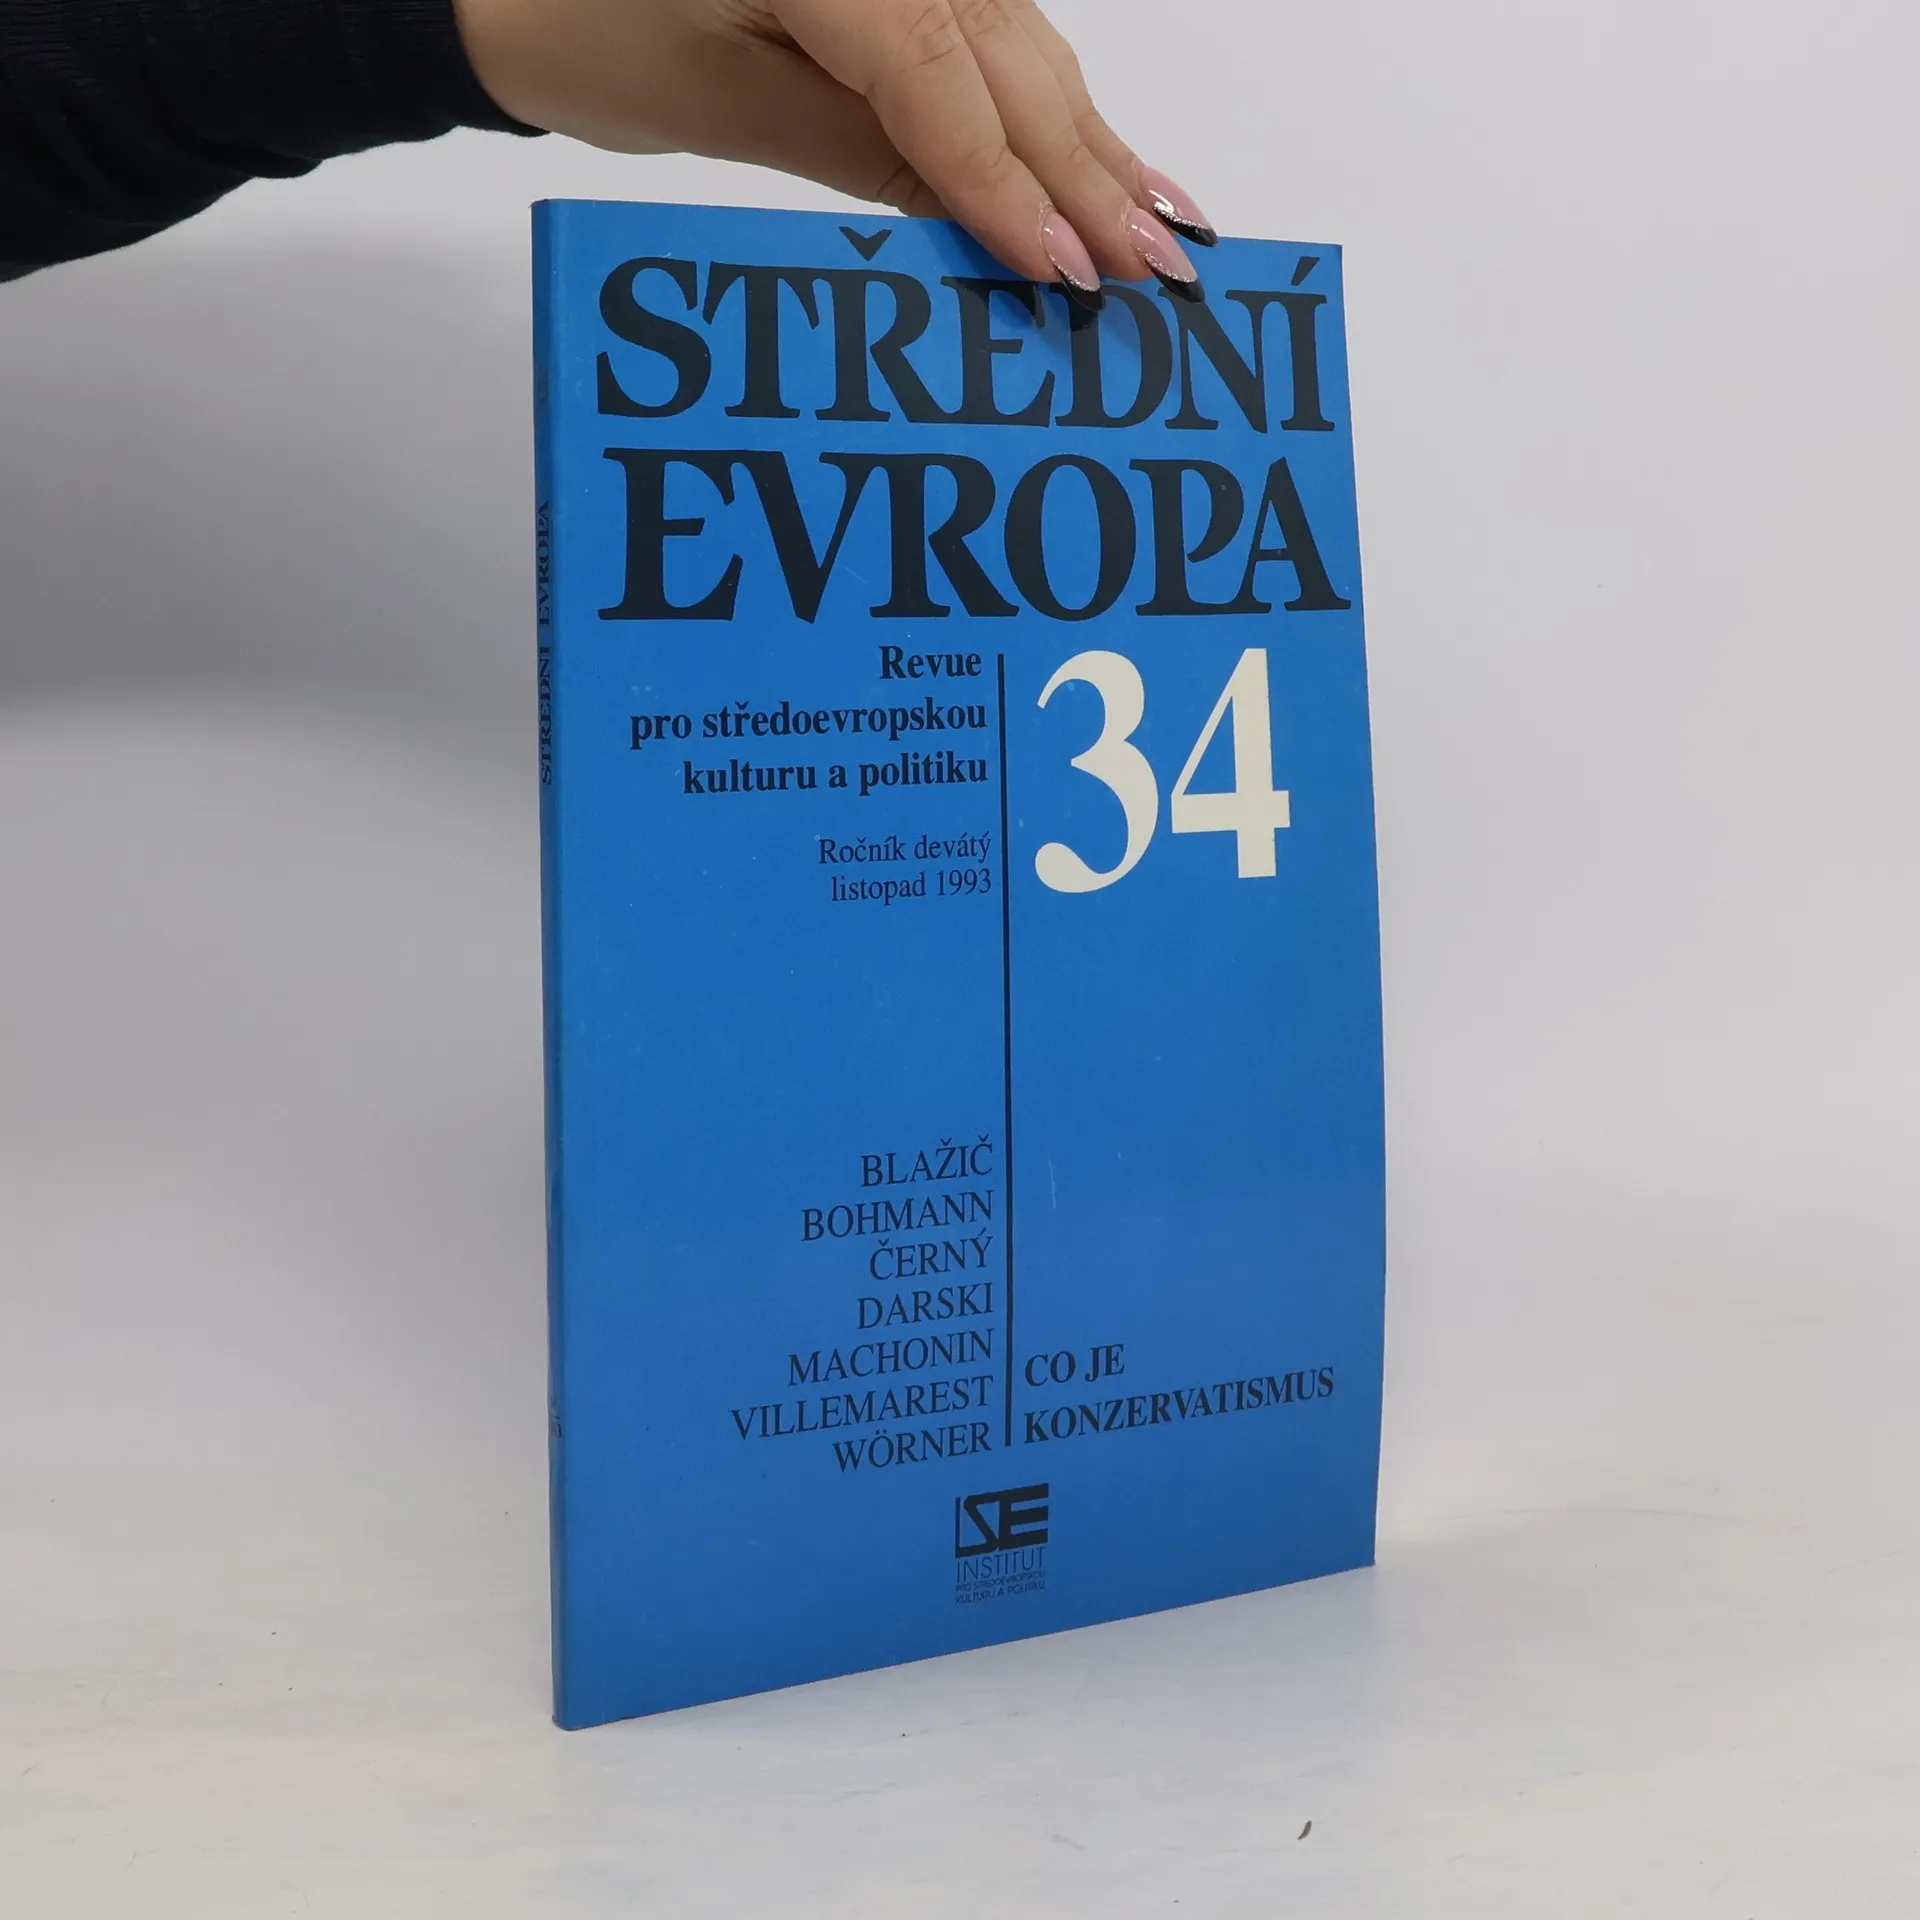 STŘEDNÍ
EVROPA
Revue
pro středoevropskou
kulturu a politiku
34
Ročník devátý
listopad 1993
BLAŽIČ
BOHMANN
ČERNÝ
DARSKI
MACHONIN
VILLEMAREST
WÖRNER
CO JE
KONZERVATISMUS
ISE
INSTITUT
PRO STŘEDOEVROPSKOU
KULTURU A POLITIKU
STŘEDNÍ EVROPA